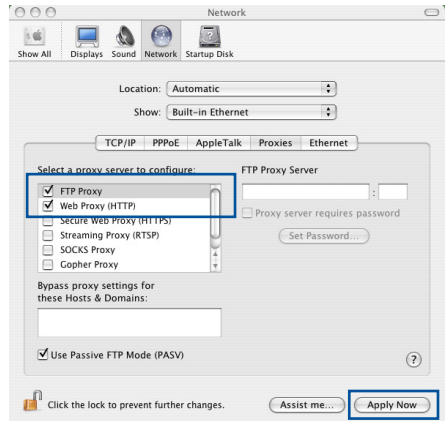 Network
Show All Displays Sound Network Startup Disk
Location: Automatic
Show: Built-in Ethernet
TCP/IP PPPoE AppleTalk Proxies Ethernet
Select a proxy server to configure: FTP Proxy Server
FTP Proxy
Web Proxy (HTTP) :
Secure Web Proxy (HTTPS) Proxy server requires password
Streaming Proxy (RTSP) Set Password...
SOCKS Proxy
Gopher Proxy
Bypass proxy settings for
these Hosts & Domains:
Use Passive FTP Mode (PASV) ?
Click the lock to prevent further changes. Assist me... Apply Now